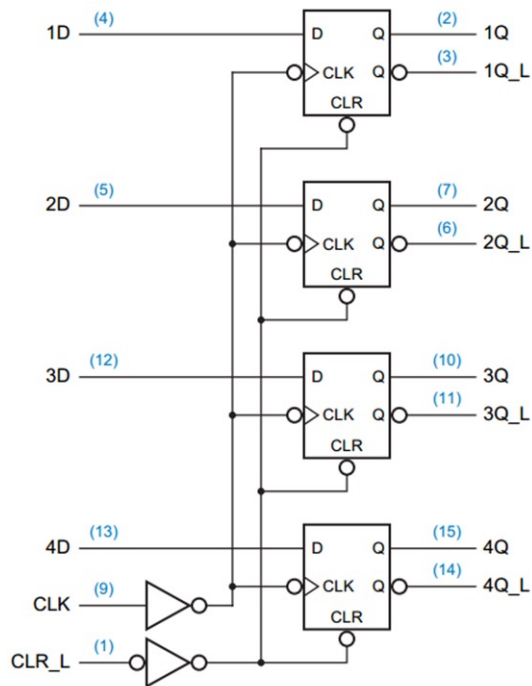 1D (4) D Q (2) 1Q
CLK Q (3) 1Q_L
CLR
2D (5) D Q (7) 2Q
CLK Q (6) 2Q_L
CLR
3D (12) D Q (10) 3Q
CLK Q (11) 3Q_L
CLR
4D (13) D Q (15) 4Q
CLK (9) CLK Q (14) 4Q_L
CLR
CLR_L (1)